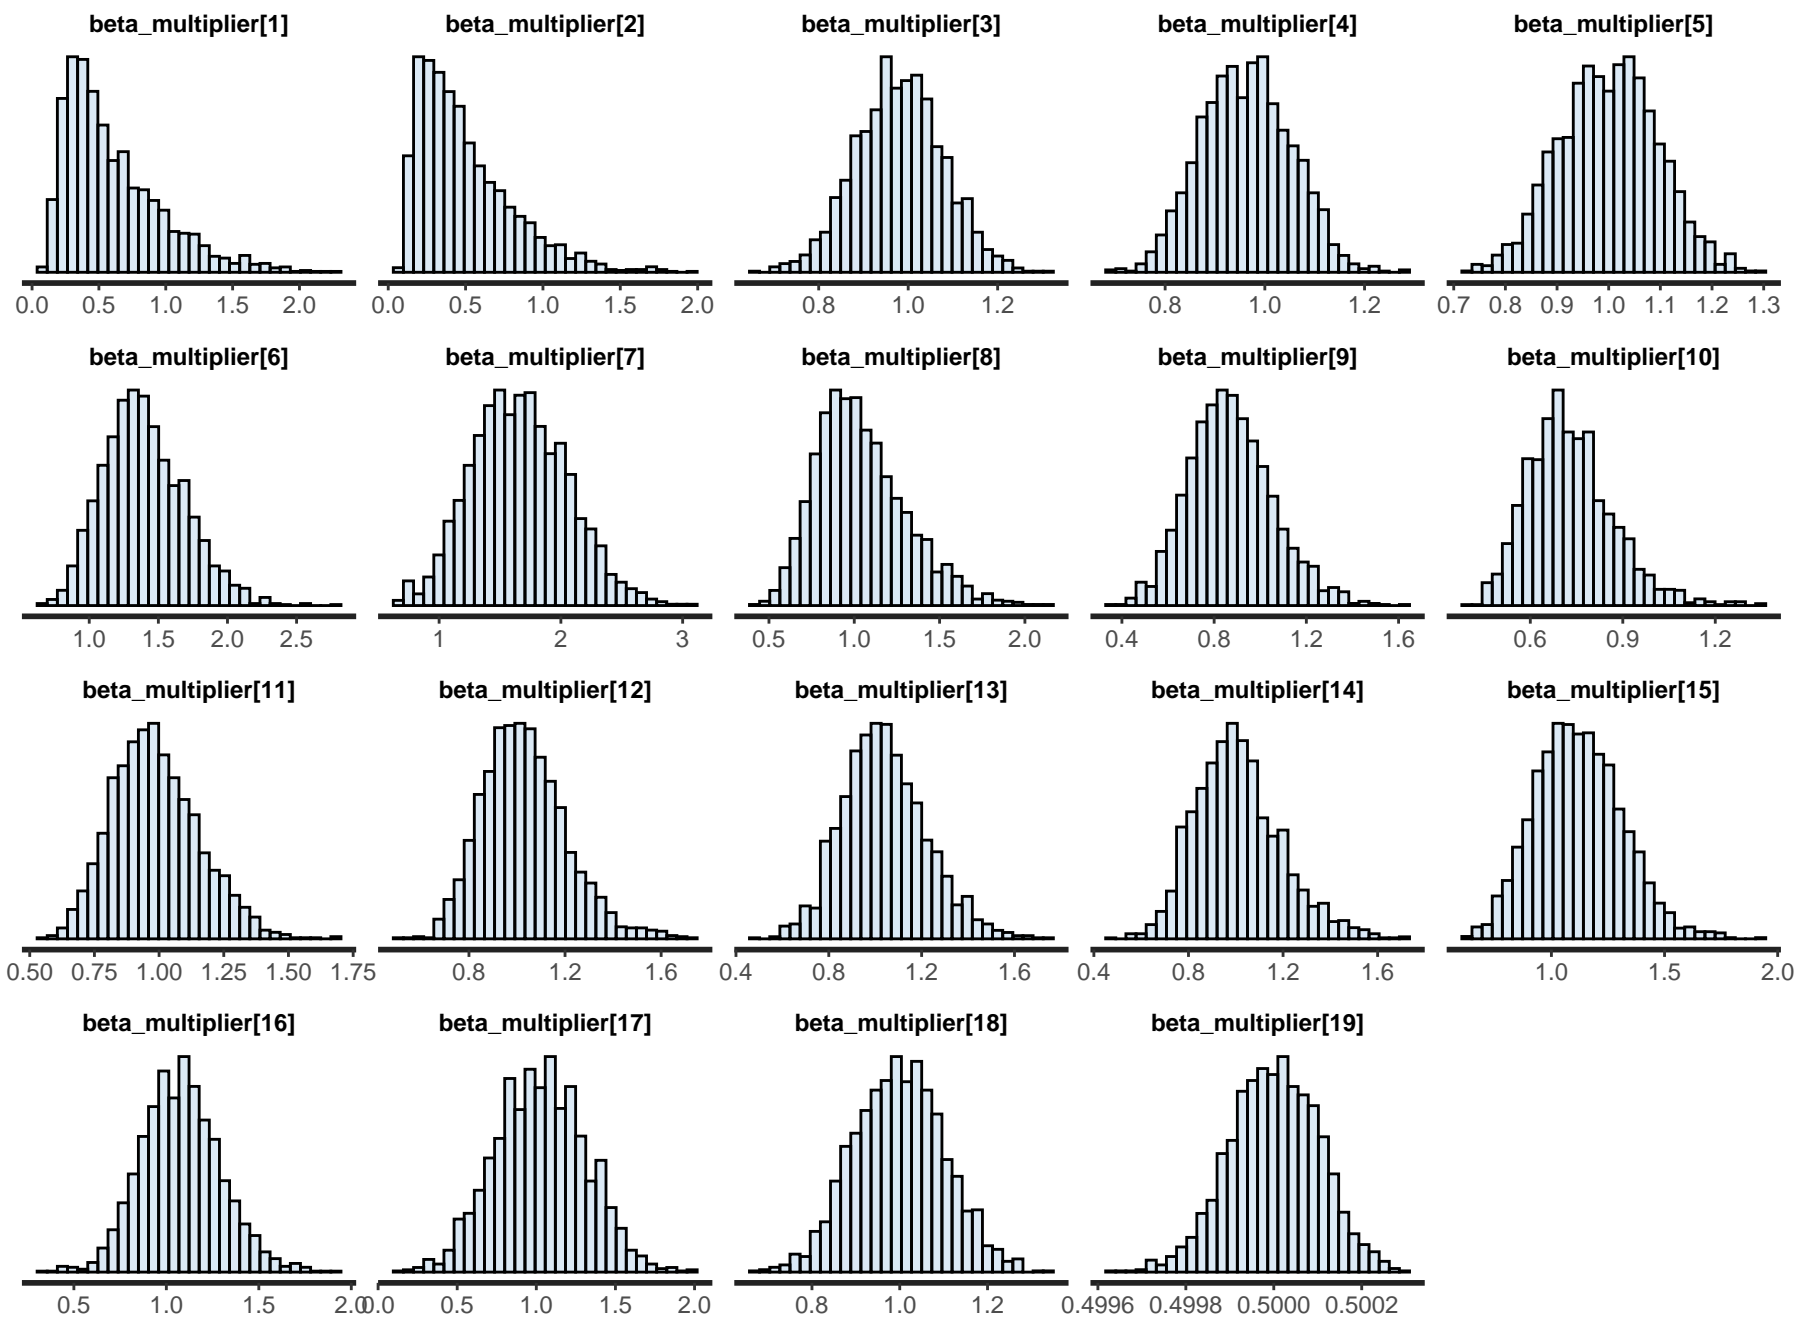 beta_multiplier[1] beta_multiplier[2] beta_multiplier[3] beta_multiplier[4] beta_multiplier[5]
0.0 0.5 1.0 1.5 2.0 0.0 0.5 1.0 1.5 2.0 0.8 1.0 1.2 0.8 1.0 1.2 0.7 0.8 0.9 1.0 1.1 1.2 1.3
beta_multiplier[6] beta_multiplier[7] beta_multiplier[8] beta_multiplier[9] beta_multiplier[10]
1.0 1.5 2.0 2.5 1 2 3 0.5 1.0 1.5 2.0 0.4 0.8 1.2 1.6 0.6 0.9 1.2
beta_multiplier[11] beta_multiplier[12] beta_multiplier[13] beta_multiplier[14] beta_multiplier[15]
0.50 0.75 1.00 1.25 1.50 1.75 0.8 1.2 1.6 0.4 0.8 1.2 1.6 0.4 0.8 1.2 1.6 1.0 1.5 2.0
beta_multiplier[16] beta_multiplier[17] beta_multiplier[18] beta_multiplier[19]
0.5 1.0 1.5 2.0 0.0 0.5 1.0 1.5 2.0 0.8 1.0 1.2 0.4996 0.4998 0.5000 0.5002